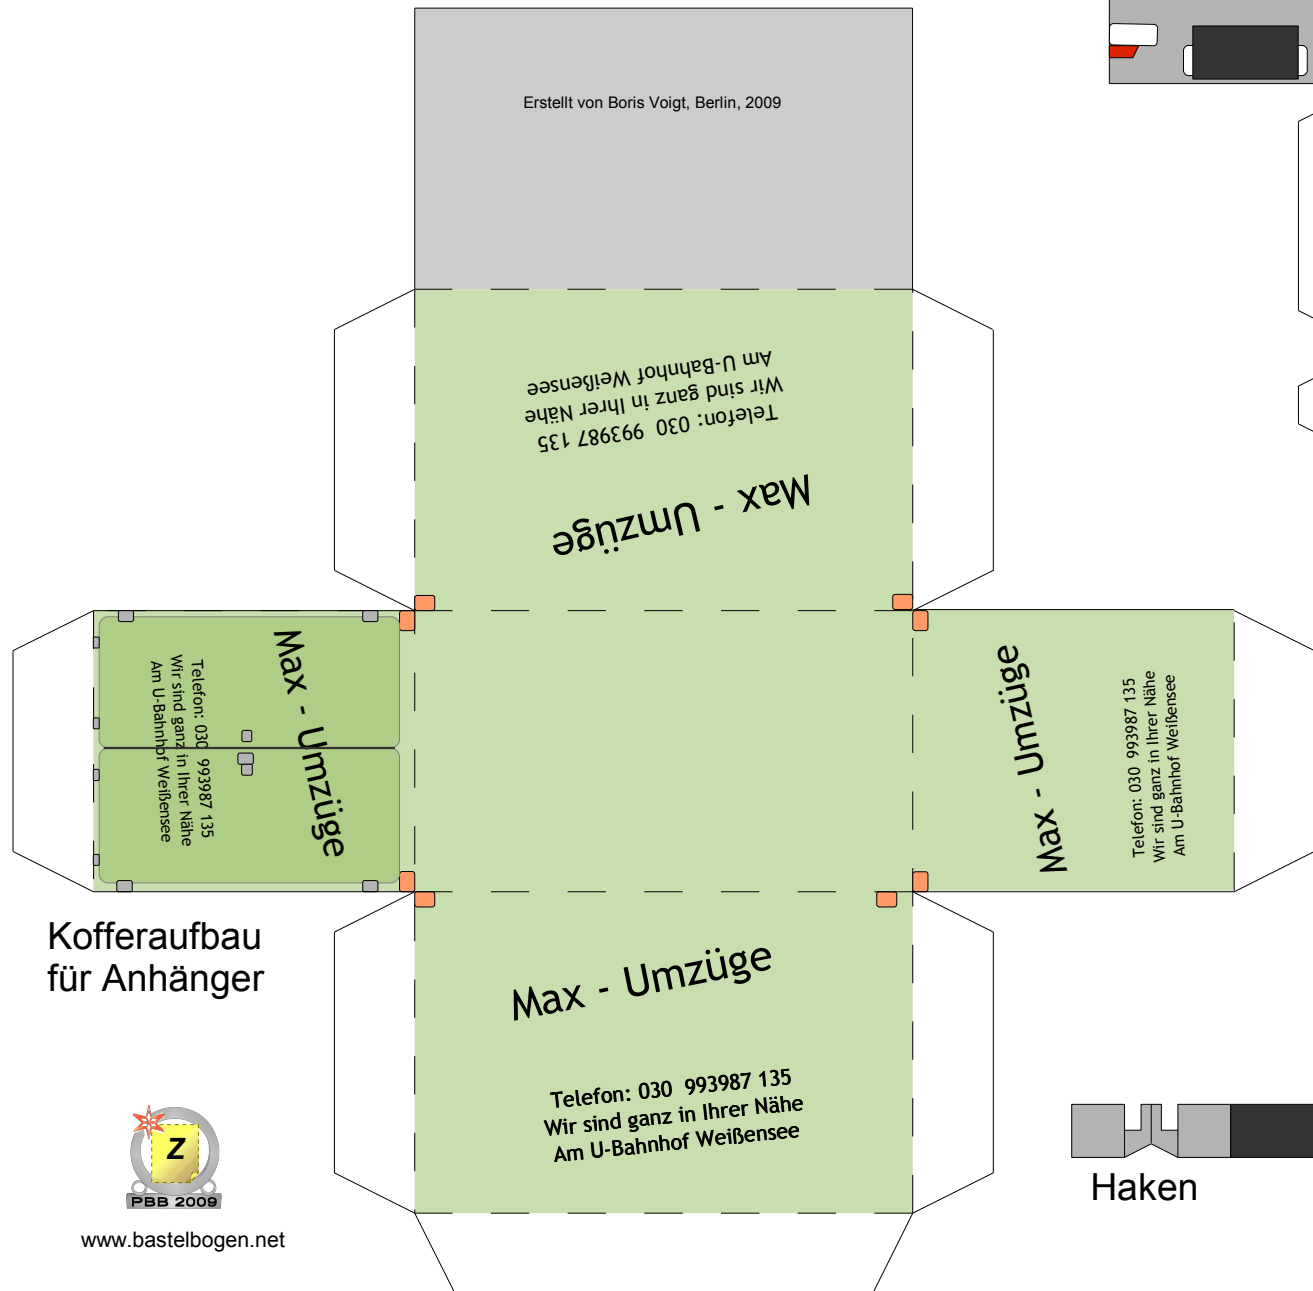 Erstellt von Boris Voigt, Berlin, 2009
Max - Umzüge
Telefon: 030 993987 135
Wir sind ganz in Ihrer Nähe
Am U-Bahnhof Weißensee
Max - Umzüge
Telefon: 030 993987 135
Wir sind ganz in Ihrer Nähe
Am U-Bahnhof Weißensee
Max - Umzüge
Telefon: 030 993987 135
Wir sind ganz in Ihrer Nähe
Am U-Bahnhof Weißensee
Kofferaufbau
für Anhänger
Max - Umzüge
Telefon: 030 993987 135
Wir sind ganz in Ihrer Nähe
Am U-Bahnhof Weißensee
Z
PBB 2009
www.bastelbogen.net
Haken